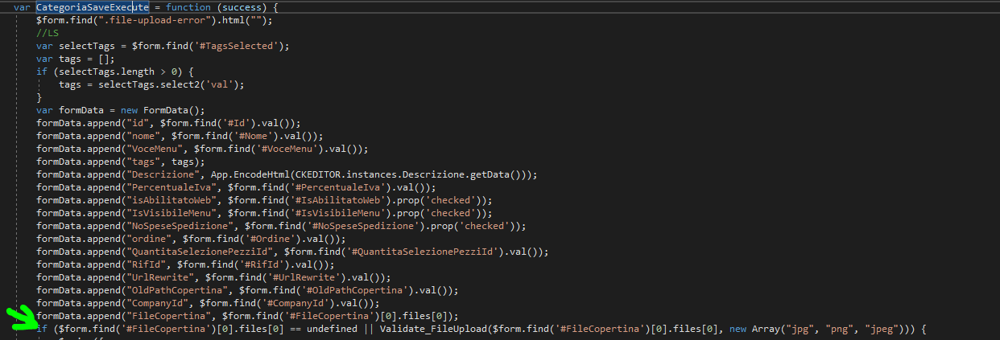 var CategoriaSaveExecute = function (success) {
$form.find(".file-upload-error").html("");
//LS
var selectTags = $form.find('#TagsSelected');
var tags = [];
if (selectTags.length > 0) {
tags = selectTags.select2('val');
}
var formData = new FormData();
formData.append("id", $form.find('#Id').val());
formData.append("nome", $form.find('#Nome').val());
formData.append("VoceMenu", $form.find('#VoceMenu').val());
formData.append("tags", tags);
formData.append("Descrizione", App.EncodeHtml(CKEDITOR.instances.Descrizione.getData()));
formData.append("PercentualeIva", $form.find('#PercentualeIva').val());
formData.append("isAbilitatoWeb", $form.find('#IsAbilitatoWeb').prop('checked'));
formData.append("IsVisibileMenu", $form.find('#IsVisibileMenu').prop('checked'));
formData.append("NoSpeseSpedizione", $form.find('#NoSpeseSpedizione').prop('checked'));
formData.append("ordine", $form.find('#Ordine').val());
formData.append("QuantitaSelezionePezziId", $form.find('#QuantitaSelezionePezziId').val());
formData.append("RifId", $form.find('#RifId').val());
formData.append("UrlRewrite", $form.find('#UrlRewrite').val());
formData.append("OldPathCopertina", $form.find('#OldPathCopertina').val());
formData.append("CompanyId", $form.find('#CompanyId').val());
formData.append("FileCopertina", $form.find('#FileCopertina')[0].files[0]);
if ($form.find('#FileCopertina')[0].files[0] == undefined || Validate_FileUpload($form.find('#FileCopertina')[0].files[0], new Array("jpg", "png", "jpeg"))) {